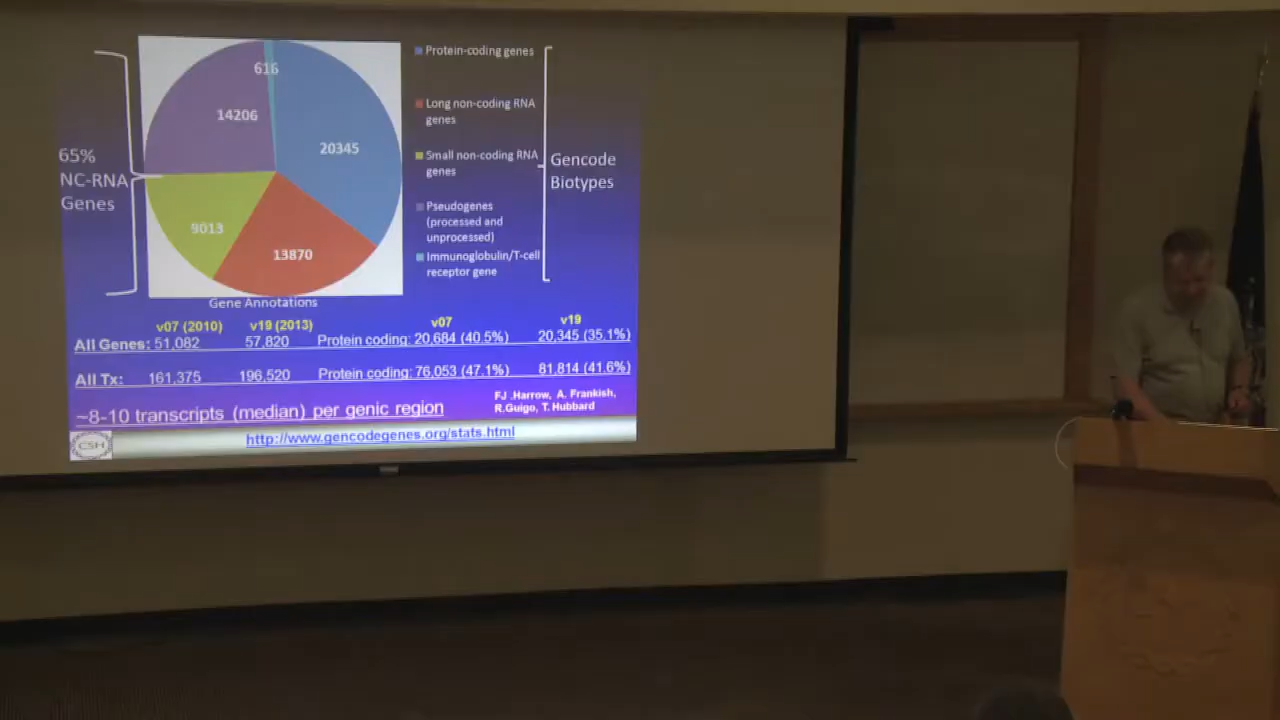 616
14206
20345
9013
13870
65%
NC-RNA
Genes
Protein-coding genes
Long non-coding RNA
genes
Small non-coding RNA
genes
Pseudogenes
(processed and
unprocessed)
Immunoglobulin/T-cell
receptor gene
Gencode
Biotypes
Gene Annotations
v07 (2010) v19 (2013) v07 v19
All Genes: 51,082 57,820 Protein coding: 20,684 (40.5%) 20,345 (35.1%)
All Tx: 161,375 196,520 Protein coding: 76,053 (47.1%) 81,814 (41.6%)
~8-10 transcripts (median) per genic region
FJ .Harrow, A. Frankish,
R.Guigo, T. Hubbard
http://www.gencodegenes.org/stats.html
CSH